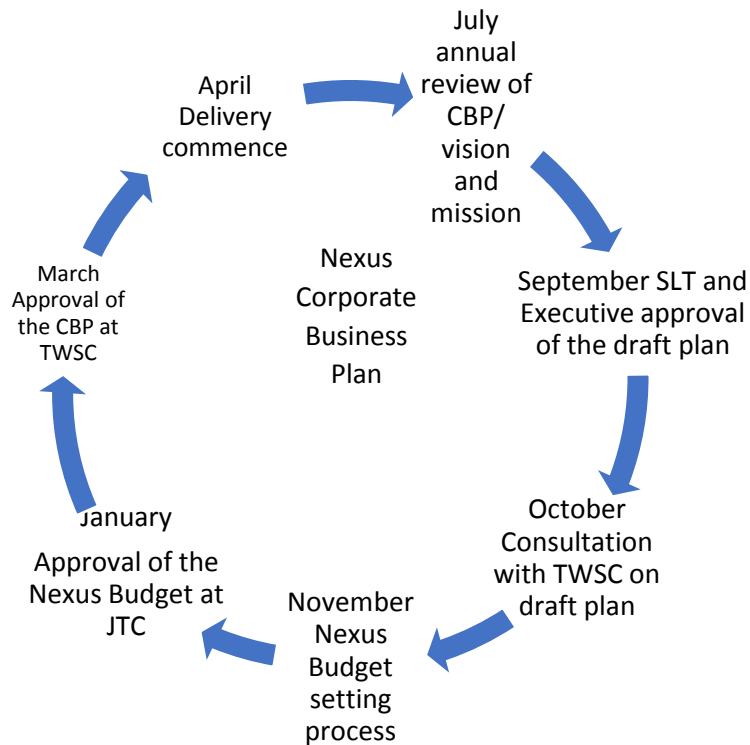 July
annual
review of
CBP/
vision
and
mission
September SLT and
Executive approval
of the draft plan
October
Consultation
with TWSC on
draft plan
November
Nexus
Budget
setting
process
January
Approval of the
Nexus Budget at
JTC
March
Approval of
the CBP at
TWSC
April
Delivery
commence
Nexus
Corporate
Business
Plan